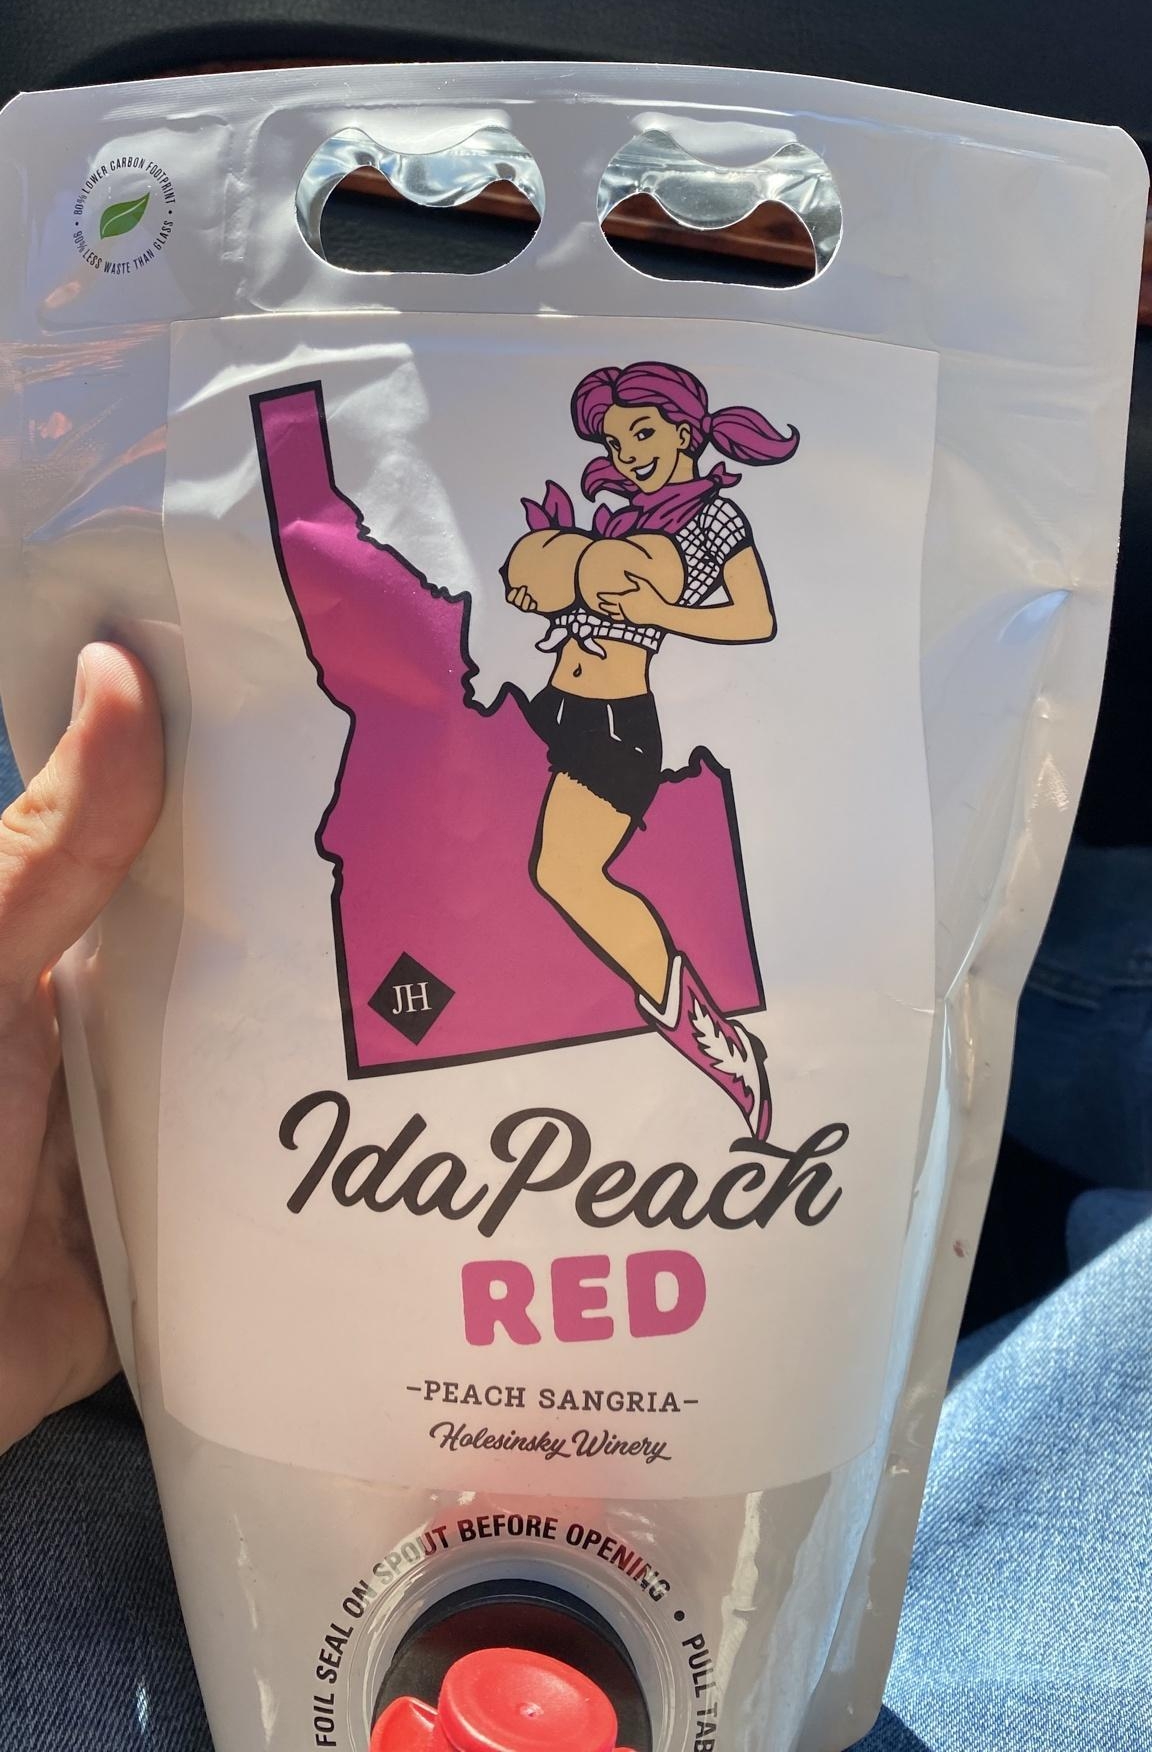 80% LOWER CARBON FOOTPRINT •
90% LESS WASTE THAN GLASS •
JH
IdaPeach
RED
-PEACH SANGRIA-
Holesinsky Winery
FOIL SEAL ON SPOUT BEFORE OPENING • PULL TAB